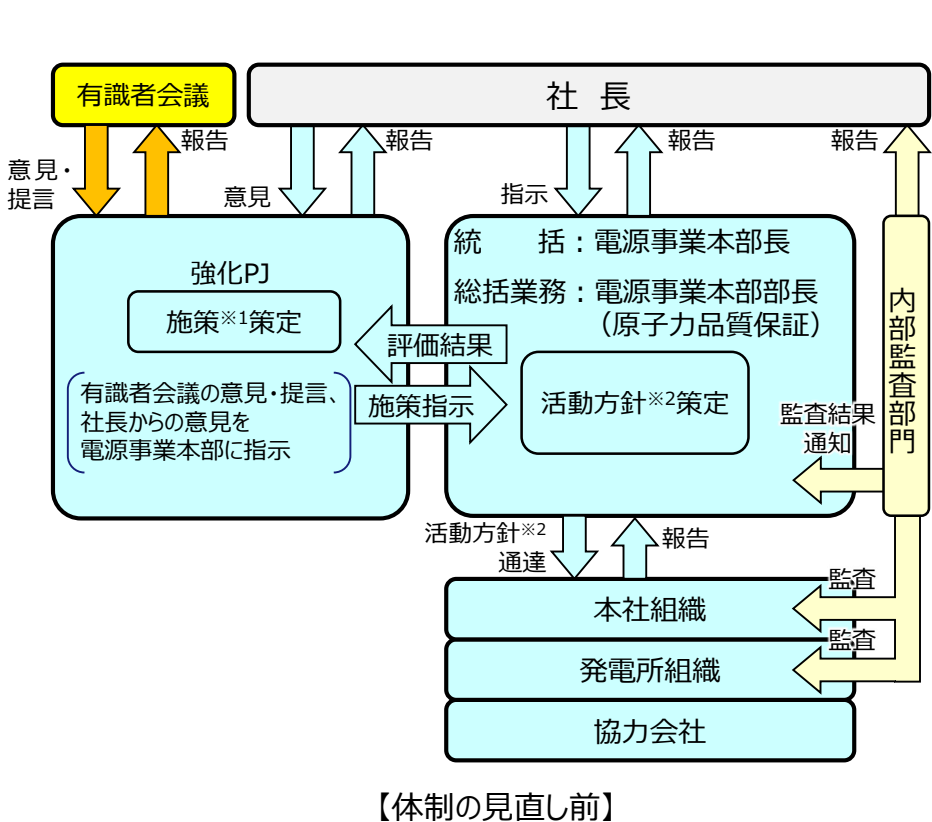 有識者会議
社 長
意見・
提言
報告
意見
報告
指示
報告
報告
強化PJ
施策※1策定
有識者会議の意見・提言、
社長からの意見を
電源事業本部に指示
評価結果
施策指示
統 括：電源事業本部長
総括業務：電源事業本部部長
（原子力品質保証）
活動方針※2策定
監査結果
通知
内部監査部門
活動方針※2
通達
報告
本社組織
監査
発電所組織
監査
協力会社
【体制の見直し前】